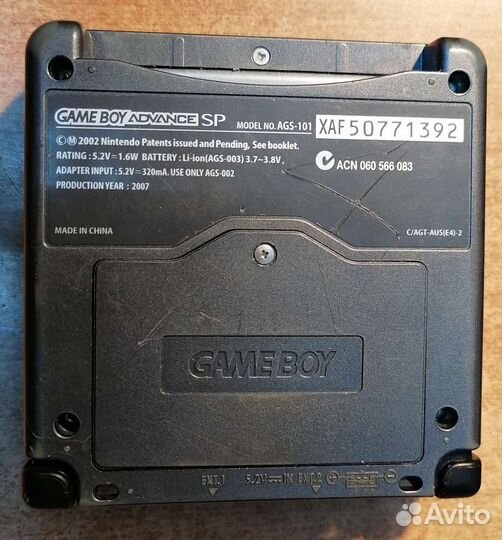 GAME BOY ADVANCE SP MODEL NO. AGS-101 XAF50771392
©Ⓜ 2002 Nintendo Patents issued and Pending, See booklet.
RATING : 5.2V⎓1.6W BATTERY : Li-ion(AGS-003) 3.7~3.8V,
ADAPTER INPUT : 5.2V⎓320mA. USE ONLY AGS-002
PRODUCTION YEAR : 2007
ACN 060 566 083
MADE IN CHINA
C/AGT-AUS(E4)-2
GAME BOY
EXT.1 5.2V⎓IN EXT.2
Avito